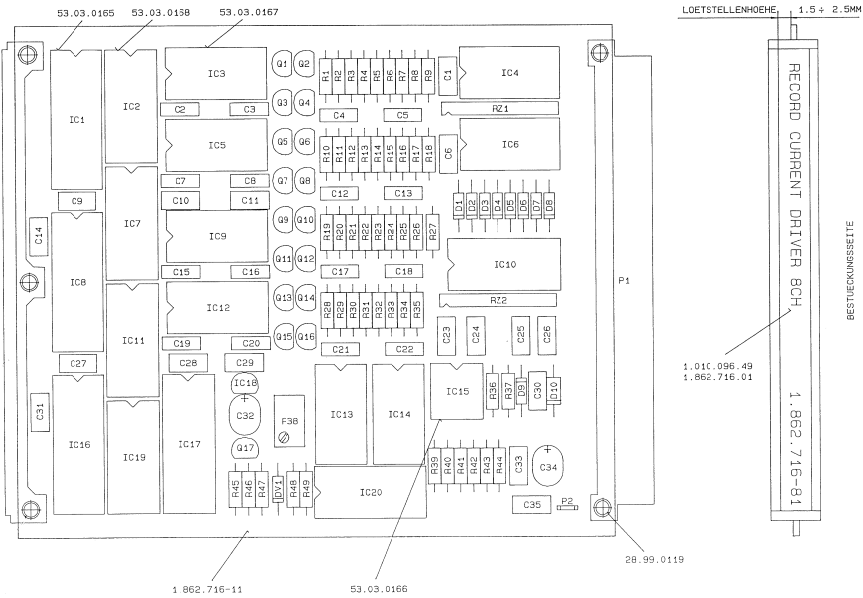 53.03.0165 53.03.0168 53.03.0167
LOETSTELLENHOEHE 1.5 ÷ 2.5MM
IC1 IC2 IC3 Q1 Q2 R1 R2 R3 R4 R5 R6 R7 R8 R9 C1 IC4
C2 C3 Q3 Q4 C4 C5 RZ1
IC5 Q5 Q6 R10 R11 R12 R13 R14 R15 R16 R17 R18 C6 IC6
C7 C8 Q7 Q8
C9 C10 C11 C12 C13 D1 D2 D3 D4 D5 D6 D7 D8
C14 IC7 IC9 Q9 Q10 R19 R20 R21 R22 R23 R24 R25 R26 R27
IC8 C15 C16 Q11 Q12 C17 C18 IC10 P1
IC12 Q13 Q14 R28 R29 R30 R31 R32 R33 R34 R35 RZ2
IC11 C19 C20 Q15 Q16 C21 C22 C23 C24 C25 C26
C27 C28 C29
C31 IC18 C32 F38 IC13 IC14 IC15 R36 R37 D9 C30 D10
IC16 IC19 IC17 Q17
R45 R46 R47 DV1 R48 R49 IC20 R39 R40 R41 R42 R43 R44 C33 C34
C35 P2
1.862.716-11 53.03.0166 28.99.0119
RECORD CURRENT DRIVER 8CH 1.862.716-81
1.010.096.49
1.862.716.01
BESTUECKUNGSSEITE